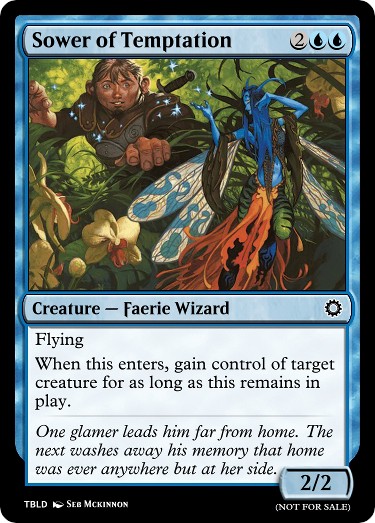 Sower of Temptation 2
Creature — Faerie Wizard
Flying
When this enters, gain control of target
creature for as long as this remains in
play.
One glamer leads him far from home. The
next washes away his memory that home
was ever anywhere but at her side.
2/2
TBLD Seb McKinnon
(NOT FOR SALE)